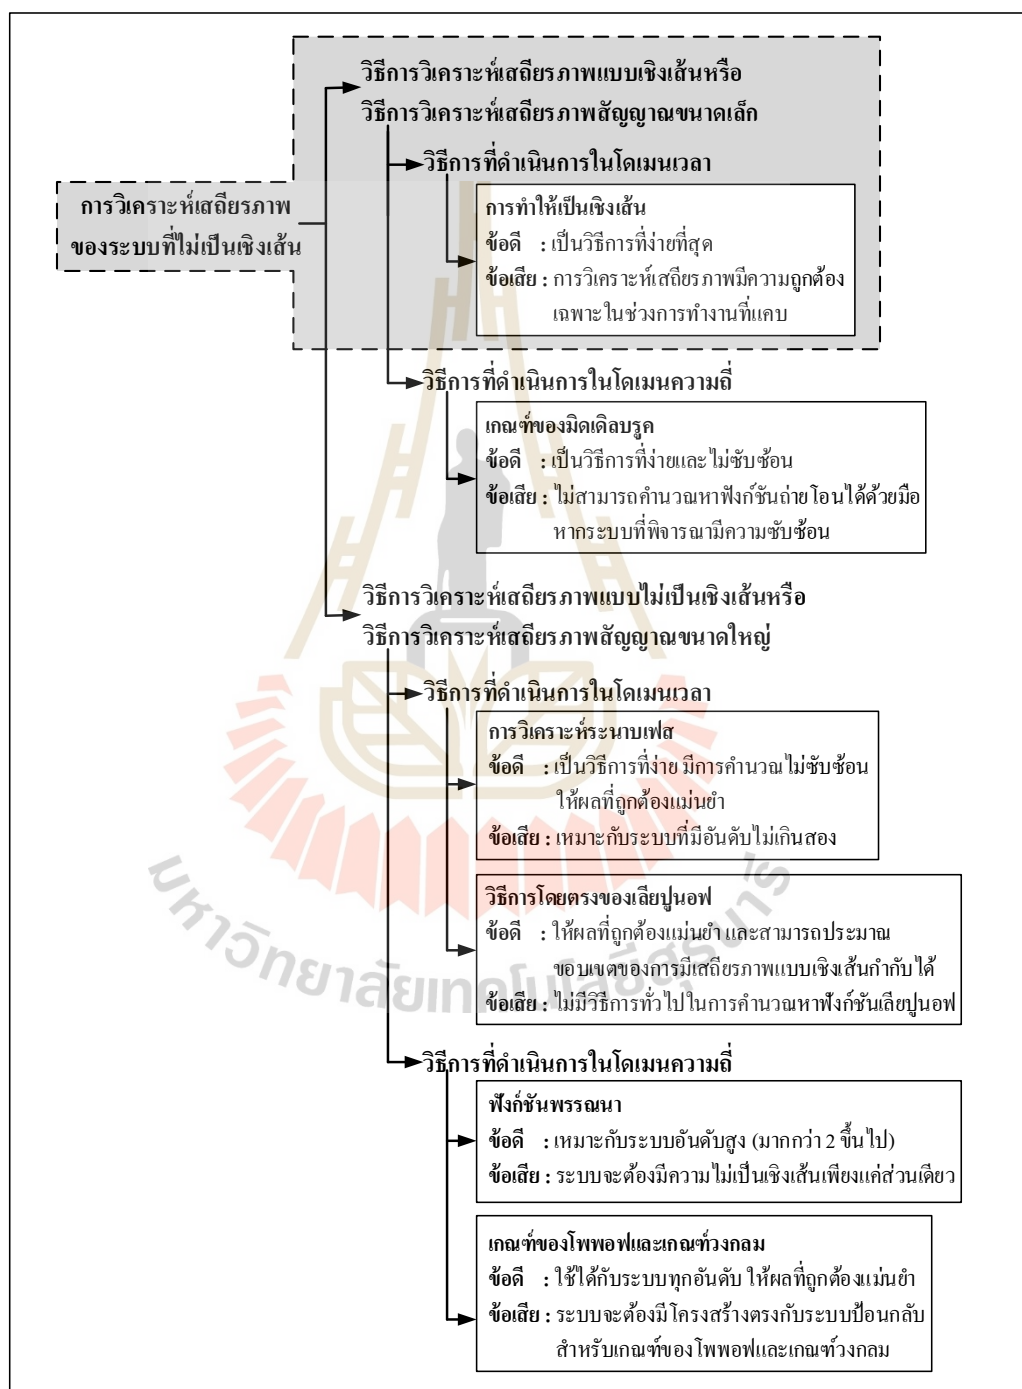 วิธีการวิเคราะห์เสถียรภาพแบบเชิงเส้นหรือ
วิธีการวิเคราะห์เสถียรภาพสัญญาณขนาดเล็ก
วิธีการที่ดำเนินการในโดเมนเวลา
การวิเคราะห์เสถียรภาพ
ของระบบที่ไม่เป็นเชิงเส้น
การทำให้เป็นเชิงเส้น
ข้อดี : เป็นวิธีการที่ง่ายที่สุด
ข้อเสีย : การวิเคราะห์เสถียรภาพมีความถูกต้อง
เฉพาะในช่วงการทำงานที่แคบ
วิธีการที่ดำเนินการในโดเมนความถี่
เกณฑ์ของมิดเดิลบรูค
ข้อดี : เป็นวิธีการที่ง่ายและไม่ซับซ้อน
ข้อเสีย : ไม่สามารถคำนวณหาฟังก์ชันถ่ายโอนได้ด้วยมือ
หากระบบที่พิจารณามีความซับซ้อน
วิธีการวิเคราะห์เสถียรภาพแบบไม่เป็นเชิงเส้นหรือ
วิธีการวิเคราะห์เสถียรภาพสัญญาณขนาดใหญ่
วิธีการที่ดำเนินการในโดเมนเวลา
การวิเคราะห์ระนาบเฟส
ข้อดี : เป็นวิธีการที่ง่าย มีการคำนวณไม่ซับซ้อน
ให้ผลที่ถูกต้องแม่นยำ
ข้อเสีย : เหมาะกับระบบที่มีอันดับไม่เกินสอง
วิธีการโดยตรงของเลียปูนอฟ
ข้อดี : ให้ผลที่ถูกต้องแม่นยำ และสามารถประมาณ
ขอบเขตของการมีเสถียรภาพแบบเชิงเส้นกำกับได้
ข้อเสีย : ไม่มีวิธีการทั่วไปในการคำนวณหาฟังก์ชันเลียปูนอฟ
มหาวิทยาลัยเทคโนโลยีสุรนารี
วิธีการที่ดำเนินการในโดเมนความถี่
ฟังก์ชันพรรณนา
ข้อดี : เหมาะกับระบบอันดับสูง (มากกว่า 2 ขึ้นไป)
ข้อเสีย : ระบบจะต้องมีความไม่เป็นเชิงเส้นเพียงแค่ส่วนเดียว
เกณฑ์ของโพพอฟและเกณฑ์วงกลม
ข้อดี : ใช้ได้กับระบบทุกอันดับ ให้ผลที่ถูกต้องแม่นยำ
ข้อเสีย : ระบบจะต้องมีโครงสร้างตรงกับระบบป้อนกลับ
สำหรับเกณฑ์ของโพพอฟและเกณฑ์วงกลม